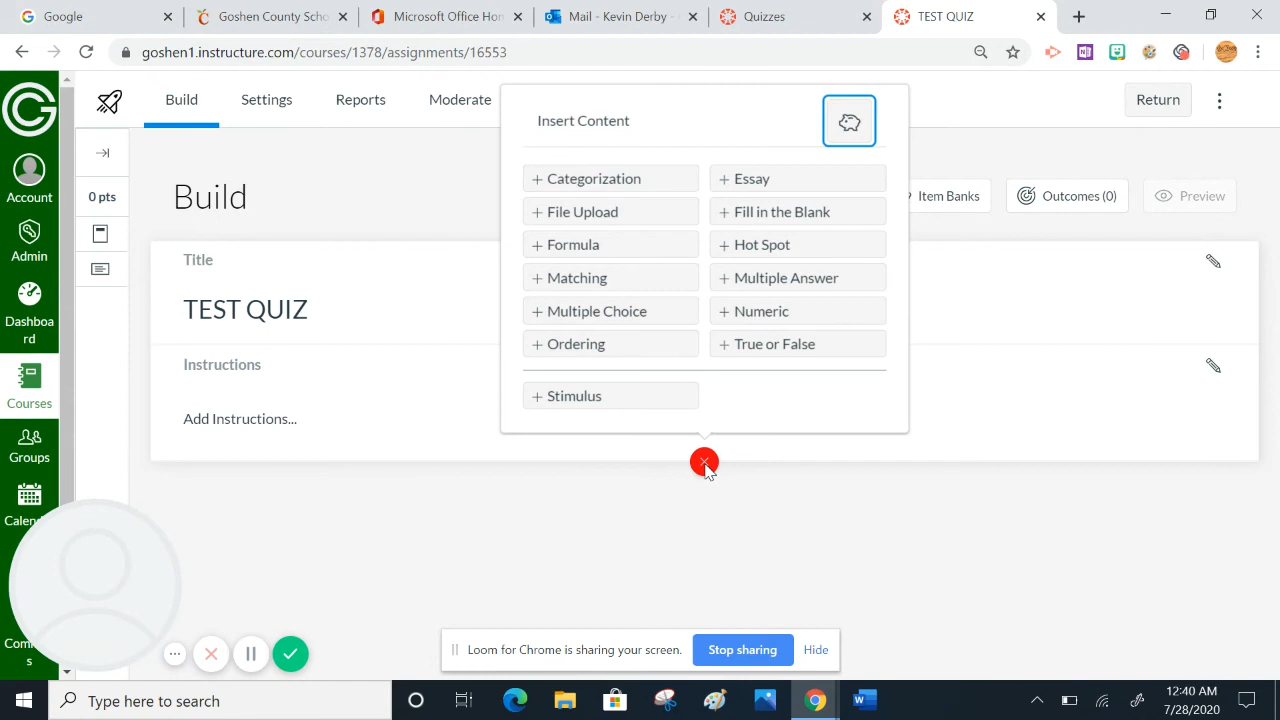 Google
Goshen County Scho
Microsoft Office Hon
Mail - Kevin Derby -
Quizzes
TEST QUIZ
goshen1.instructure.com/courses/1378/assignments/16553
Build
Settings
Reports
Moderate
Return
Insert Content
Account
0 pts
Build
Item Banks
Outcomes (0)
Preview
+ Categorization
+ Essay
+ File Upload
+ Fill in the Blank
+ Formula
+ Hot Spot
+ Matching
+ Multiple Answer
+ Multiple Choice
+ Numeric
+ Ordering
+ True or False
+ Stimulus
Admin
Title
TEST QUIZ
Dashboa
rd
Instructions
Courses
Add Instructions...
Groups
Calen
Com
s
Loom for Chrome is sharing your screen.
Stop sharing
Hide
Type here to search
12:40 AM
7/28/2020